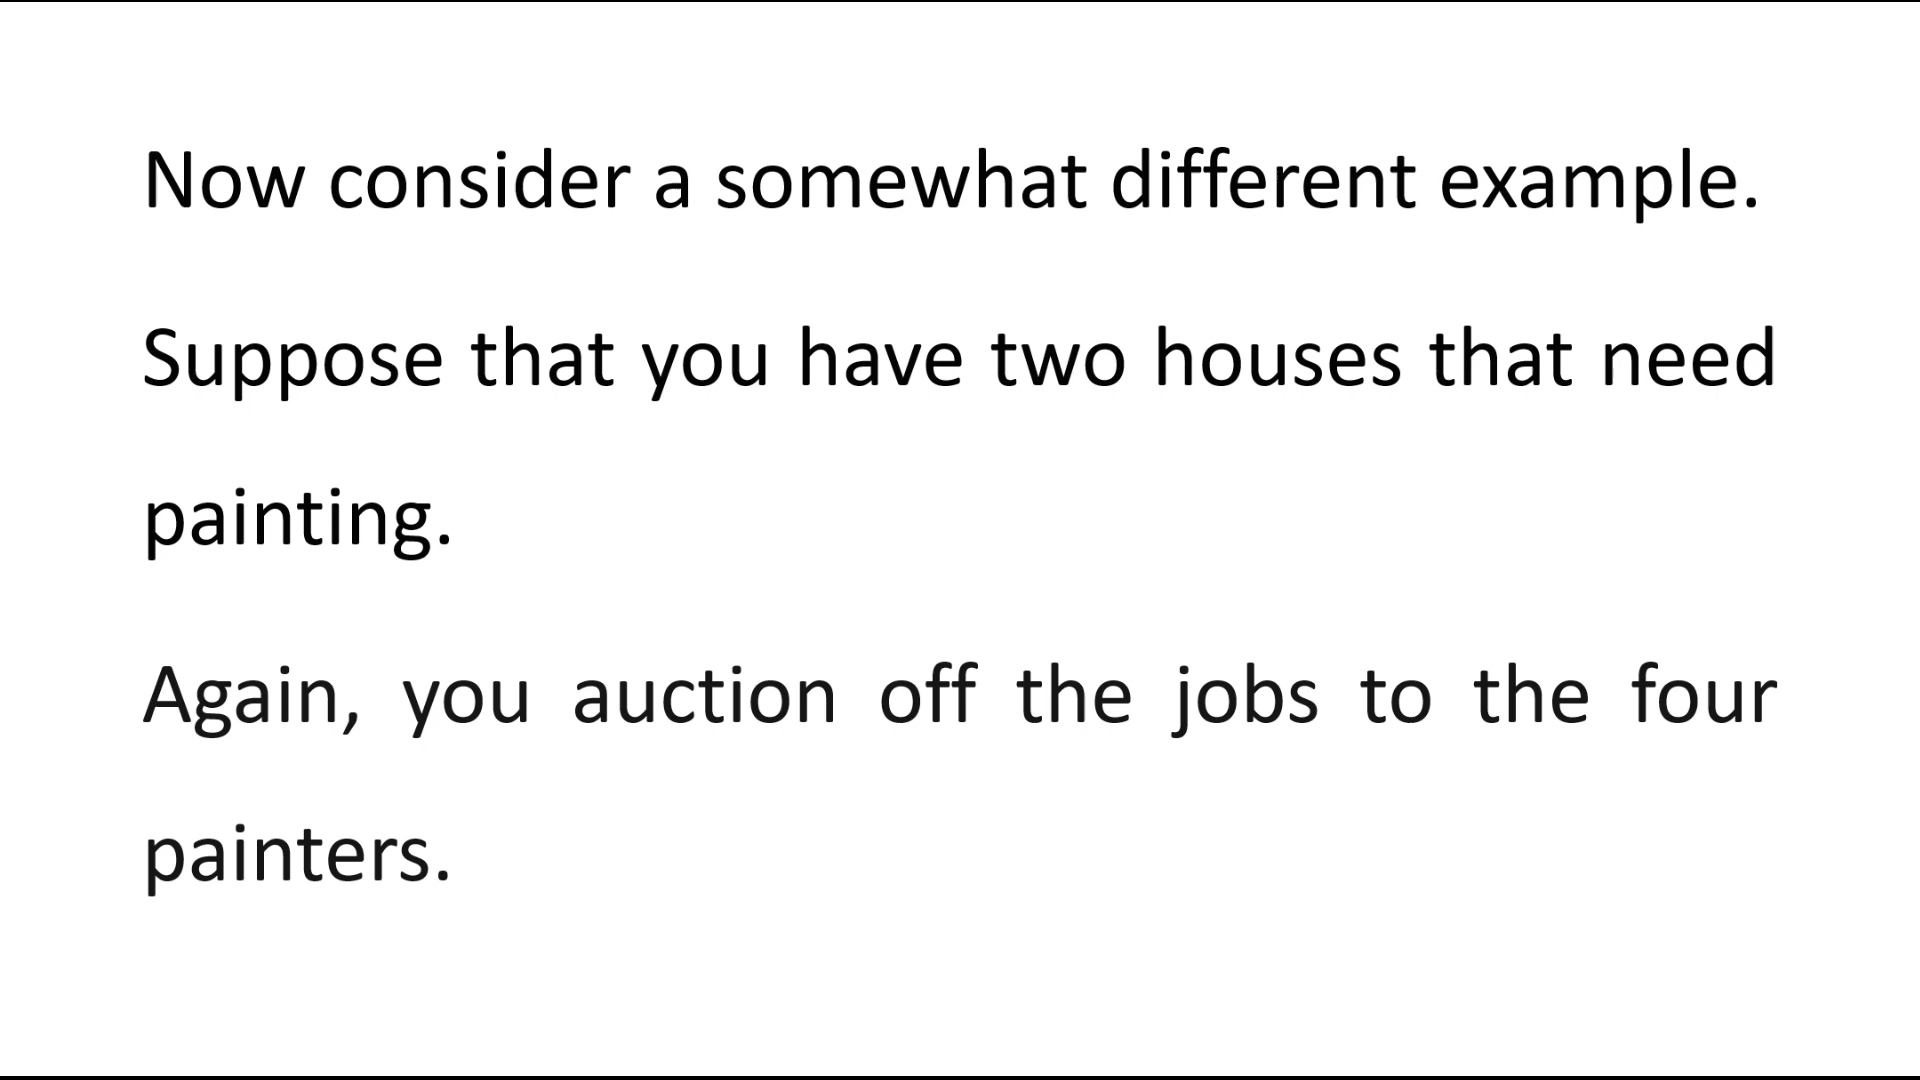 Now consider a somewhat different example.
Suppose that you have two houses that need
painting.
Again, you auction off the jobs to the four
painters.